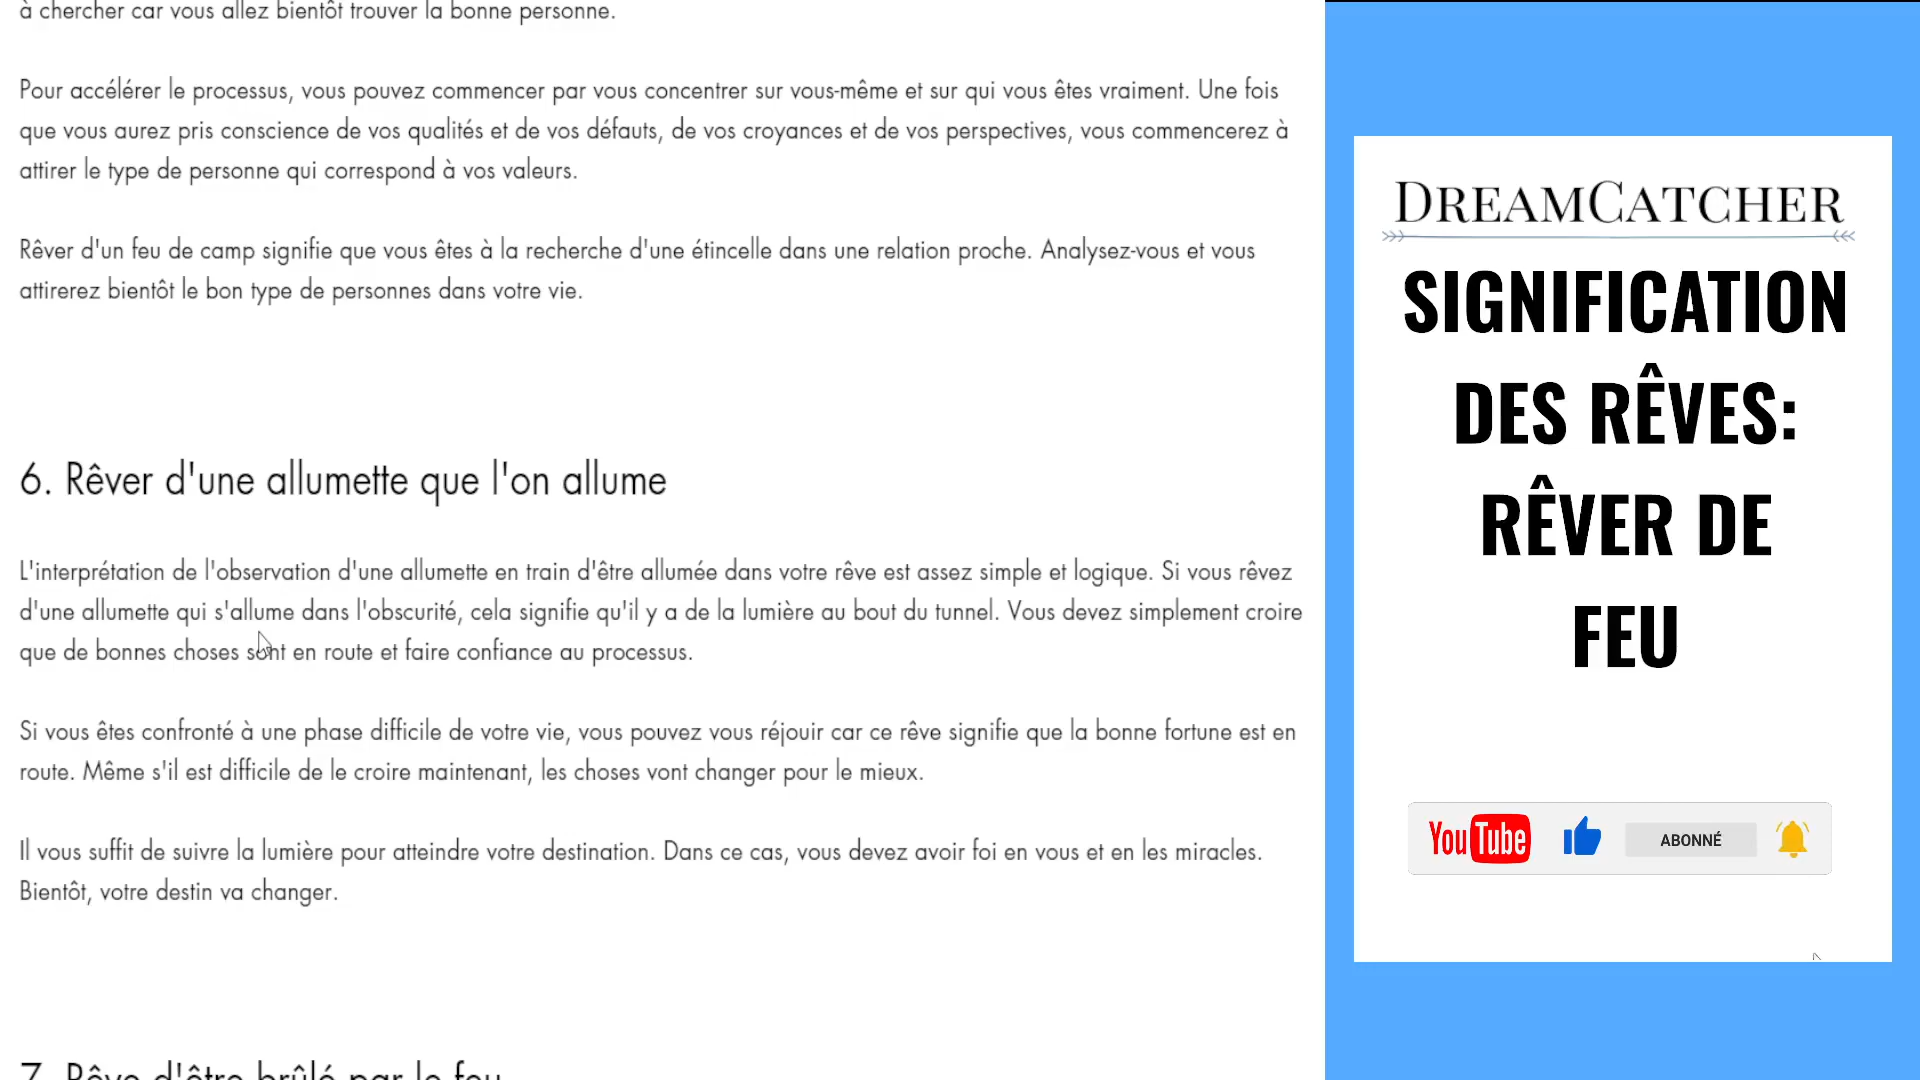 à chercher car vous allez bientôt trouver la bonne personne.
Pour accélérer le processus, vous pouvez commencer par vous concentrer sur vous-même et sur qui vous êtes vraiment. Une fois
que vous aurez pris conscience de vos qualités et de vos défauts, de vos croyances et de vos perspectives, vous commencerez à
attirer le type de personne qui correspond à vos valeurs.
Rêver d'un feu de camp signifie que vous êtes à la recherche d'une étincelle dans une relation proche. Analysez-vous et vous
attirerez bientôt le bon type de personnes dans votre vie.
6. Rêver d'une allumette que l'on allume
L'interprétation de l'observation d'une allumette en train d'être allumée dans votre rêve est assez simple et logique. Si vous rêvez
d'une allumette qui s'allume dans l'obscurité, cela signifie qu'il y a de la lumière au bout du tunnel. Vous devez simplement croire
que de bonnes choses sont en route et faire confiance au processus.
Si vous êtes confronté à une phase difficile de votre vie, vous pouvez vous réjouir car ce rêve signifie que la bonne fortune est en
route. Même s'il est difficile de le croire maintenant, les choses vont changer pour le mieux.
Il vous suffit de suivre la lumière pour atteindre votre destination. Dans ce cas, vous devez avoir foi en vous et en les miracles.
Bientôt, votre destin va changer.
7. Rêve d'être brûlé par le feu
DREAMCATCHER
SIGNIFICATION
DES RÊVES:
RÊVER DE
FEU
YouTube
ABONNÉ